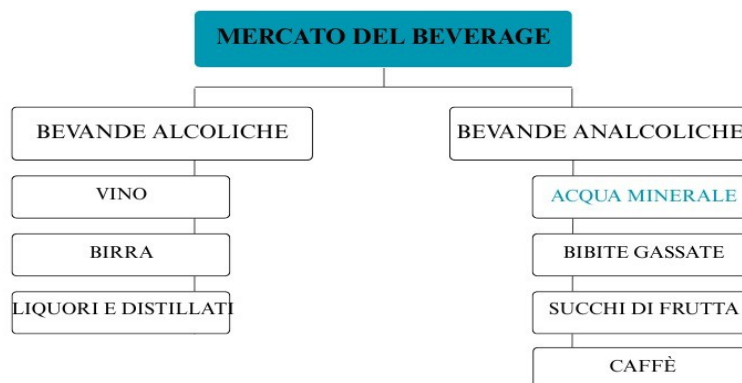 MERCATO DEL BEVERAGE
BEVANDE ALCOLICHE
VINO
BIRRA
LIQUORI E DISTILLATI
BEVANDE ANALCOLICHE
ACQUA MINERALE
BIBITE GASSATE
SUCCHI DI FRUTTA
CAFFÈ